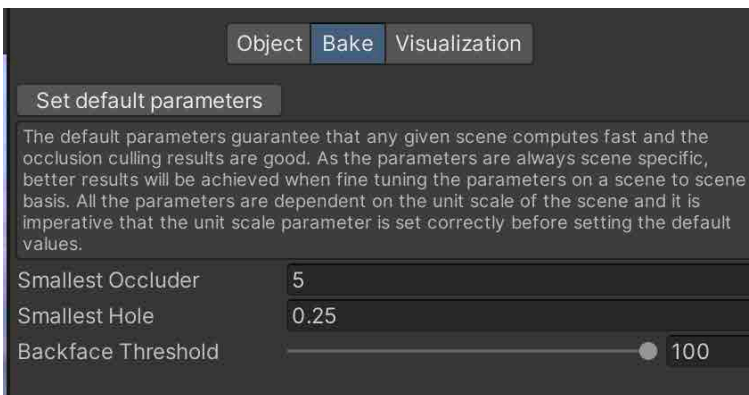 Object Bake Visualization
Set default parameters
The default parameters guarantee that any given scene computes fast and the
occlusion culling results are good. As the parameters are always scene specific,
better results will be achieved when fine tuning the parameters on a scene to scene
basis. All the parameters are dependent on the unit scale of the scene and it is
imperative that the unit scale parameter is set correctly before setting the default
values.
Smallest Occluder 5
Smallest Hole 0.25
Backface Threshold 100